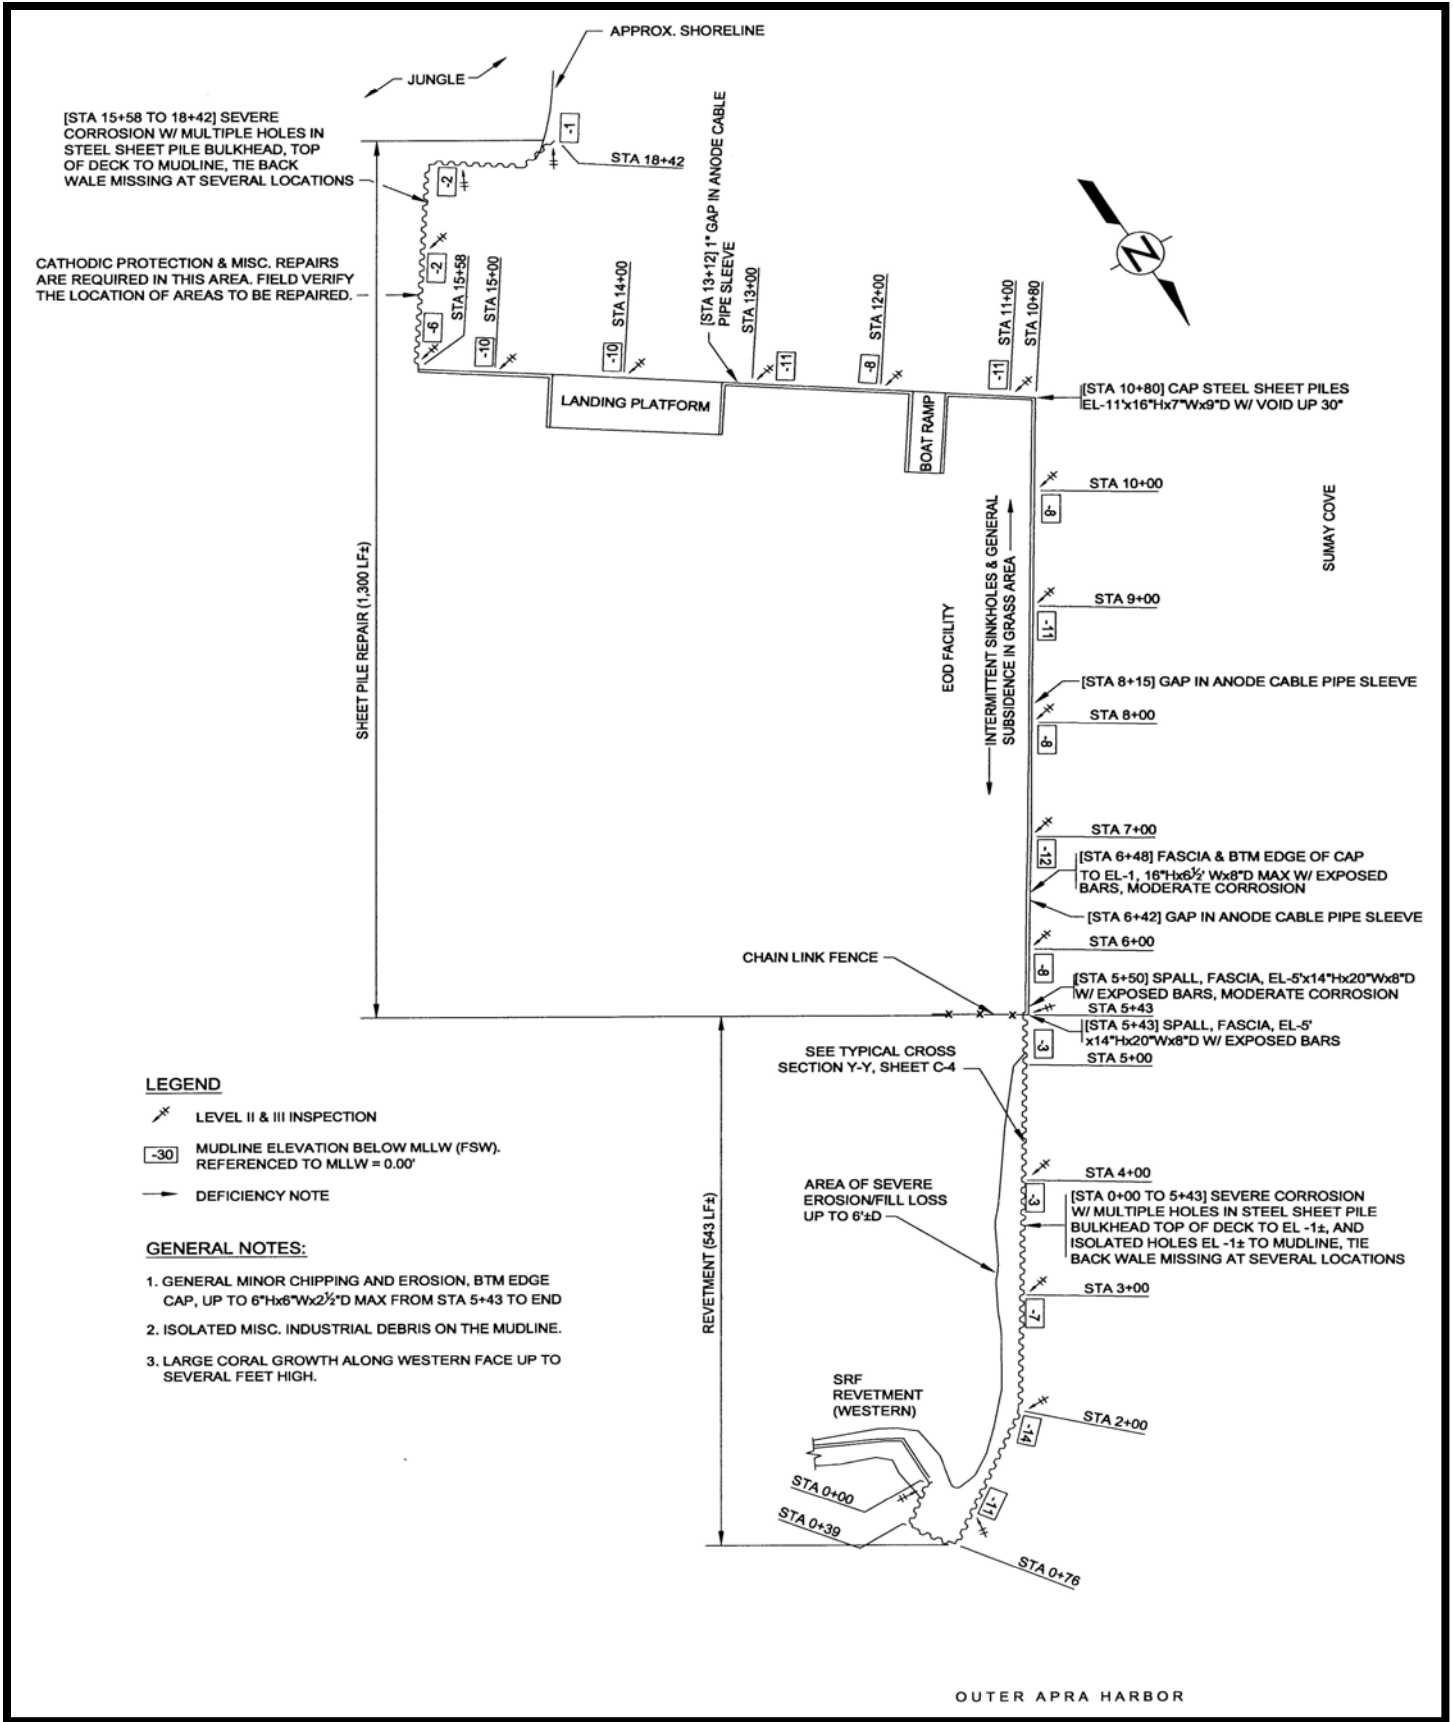 APPROX. SHORELINE
JUNGLE
[STA 15+58 TO 18+42] SEVERE
CORROSION W/ MULTIPLE HOLES IN
STEEL SHEET PILE BULKHEAD, TOP
OF DECK TO MUDLINE, TIE BACK
WALE MISSING AT SEVERAL LOCATIONS
-1
STA 18+42
-2
CATHODIC PROTECTION & MISC. REPAIRS
ARE REQUIRED IN THIS AREA. FIELD VERIFY
THE LOCATION OF AREAS TO BE REPAIRED.
-2
-6
STA 15+58
-10
STA 15+00
-10
STA 14+00
[STA 13+12] 1" GAP IN ANODE CABLE
PIPE SLEEVE
STA 13+00
-11
-8
STA 12+00
-11
STA 11+00
STA 10+80
N
LANDING PLATFORM
BOAT RAMP
[STA 10+80] CAP STEEL SHEET PILES
EL-11'x16"Hx7"Wx9"D W/ VOID UP 30"
STA 10+00
-8
SUMAY COVE
STA 9+00
-11
SHEET PILE REPAIR (1,300 LF±)
EOD FACILITY
INTERMITTENT SINKHOLES & GENERAL
SUBSIDENCE IN GRASS AREA
[STA 8+15] GAP IN ANODE CABLE PIPE SLEEVE
STA 8+00
-8
STA 7+00
-12
[STA 6+48] FASCIA & BTM EDGE OF CAP
TO EL-1, 16"Hx6½' Wx8"D MAX W/ EXPOSED
BARS, MODERATE CORROSION
[STA 6+42] GAP IN ANODE CABLE PIPE SLEEVE
STA 6+00
-8
CHAIN LINK FENCE
[STA 5+50] SPALL, FASCIA, EL-5'x14"Hx20"Wx8"D
W/ EXPOSED BARS, MODERATE CORROSION
STA 5+43
[STA 5+43] SPALL, FASCIA, EL-5'
x14"Hx20"Wx8"D W/ EXPOSED BARS
-3
STA 5+00
SEE TYPICAL CROSS
SECTION Y-Y, SHEET C-4
LEGEND
LEVEL II & III INSPECTION
-30
MUDLINE ELEVATION BELOW MLLW (FSW).
REFERENCED TO MLLW = 0.00'
DEFICIENCY NOTE
GENERAL NOTES:
1. GENERAL MINOR CHIPPING AND EROSION, BTM EDGE
CAP, UP TO 6"Hx6"Wx2½"D MAX FROM STA 5+43 TO END
2. ISOLATED MISC. INDUSTRIAL DEBRIS ON THE MUDLINE.
3. LARGE CORAL GROWTH ALONG WESTERN FACE UP TO
SEVERAL FEET HIGH.
REVETMENT (543 LF±)
AREA OF SEVERE
EROSION/FILL LOSS
UP TO 6'±D
STA 4+00
-3
[STA 0+00 TO 5+43] SEVERE CORROSION
W/ MULTIPLE HOLES IN STEEL SHEET PILE
BULKHEAD TOP OF DECK TO EL -1±, AND
ISOLATED HOLES EL -1± TO MUDLINE, TIE
BACK WALE MISSING AT SEVERAL LOCATIONS
STA 3+00
-7
SRF
REVETMENT
(WESTERN)
STA 2+00
-14
STA 0+00
-11
STA 0+39
STA 0+76
OUTER APRA HARBOR